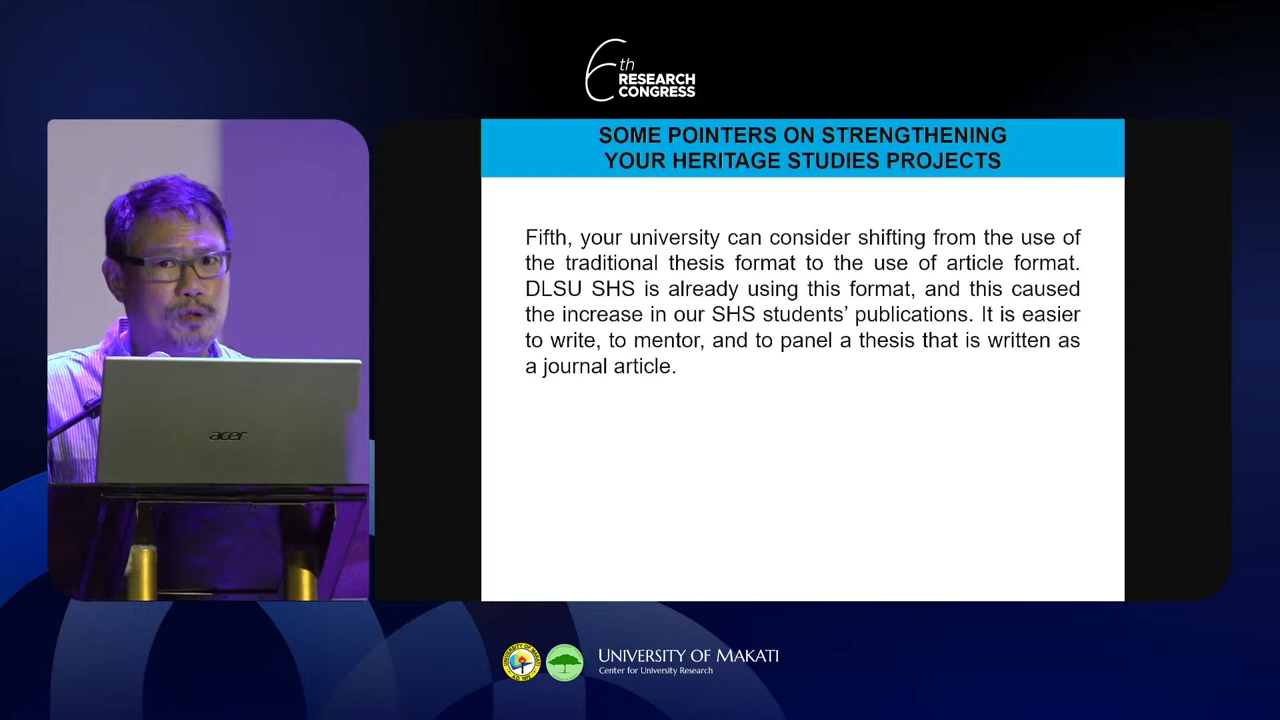 6th
RESEARCH
CONGRESS
SOME POINTERS ON STRENGTHENING
YOUR HERITAGE STUDIES PROJECTS
Fifth, your university can consider shifting from the use of
the traditional thesis format to the use of article format.
DLSU SHS is already using this format, and this caused
the increase in our SHS students’ publications. It is easier
to write, to mentor, and to panel a thesis that is written as
a journal article.
acer
UNIVERSITY OF MAKATI
UNIVERSITY OF MAKATI
Center for University Research